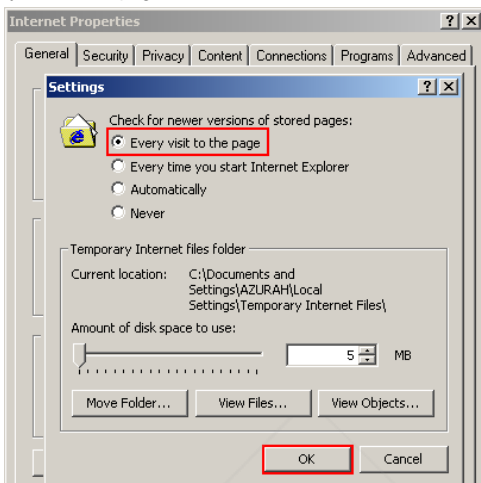 Internet Properties
General Security Privacy Content Connections Programs Advanced
Settings
Check for newer versions of stored pages:
Every visit to the page
Every time you start Internet Explorer
Automatically
Never
Temporary Internet files folder
Current location: C:\Documents and
Settings\AZURAH\Local
Settings\Temporary Internet Files\
Amount of disk space to use:
5 MB
Move Folder... View Files... View Objects...
OK Cancel